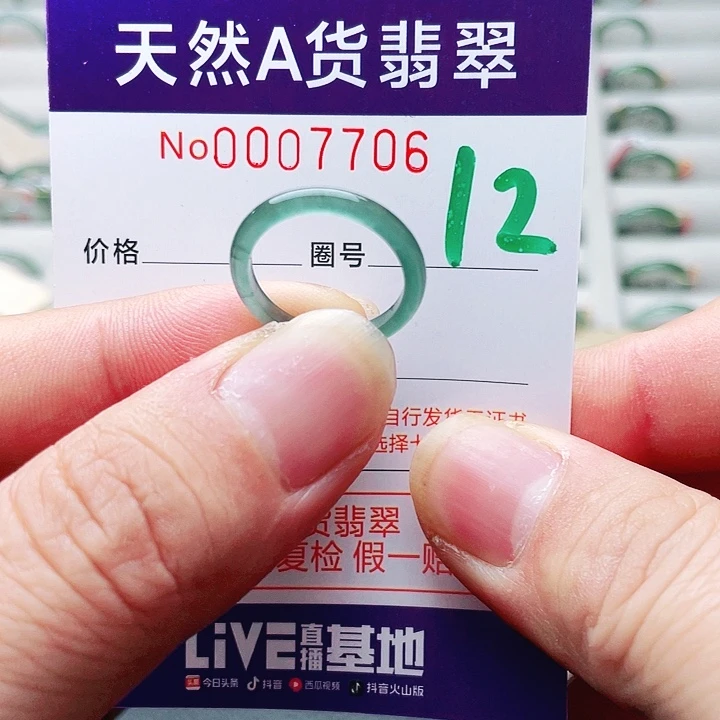 天然A货翡翠
No0007706
12
价格 圈号
自行发货
证书
选择
货翡翠
复检 假一赔
LiVE直播基地
今日头条 抖音 西瓜视频 抖音火山版